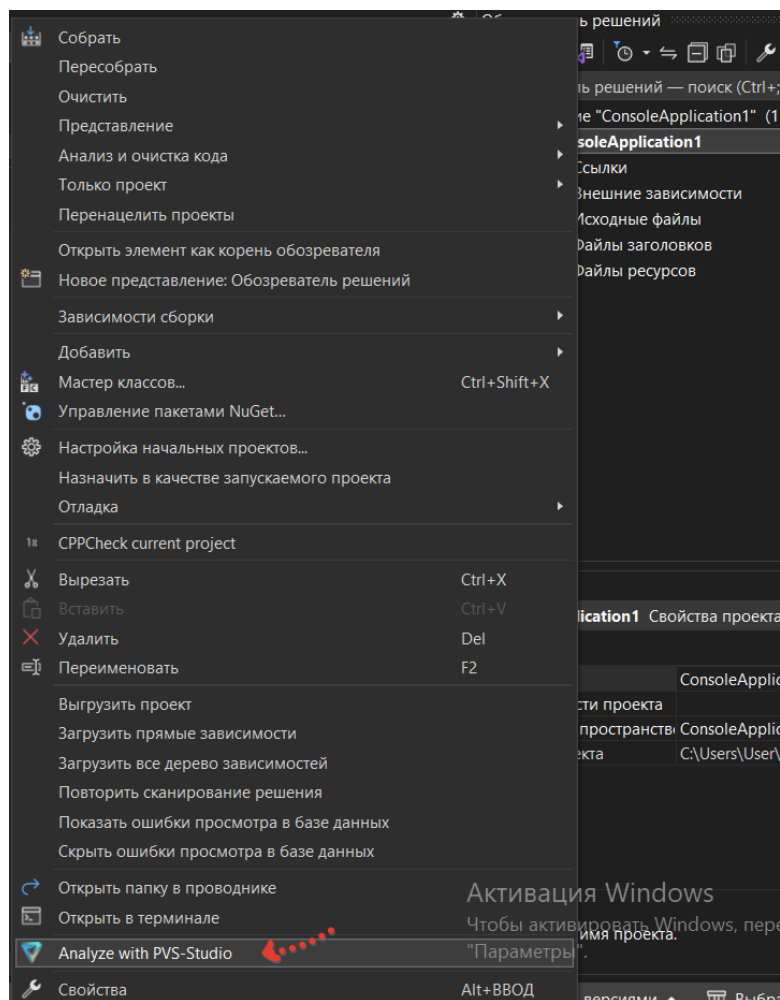 Собрать
Пересобрать
Очистить
Представление
Анализ и очистка кода
Только проект
Перенацелить проекты
Открыть элемент как корень обозревателя
Новое представление: Обозреватель решений
Зависимости сборки
Добавить
Мастер классов... Ctrl+Shift+X
Управление пакетами NuGet...
Настройка начальных проектов...
Назначить в качестве запускаемого проекта
Отладка
CPPCheck current project
Вырезать Ctrl+X
Вставить Ctrl+V
Удалить Del
Переименовать F2
Выгрузить проект
Загрузить прямые зависимости
Загрузить все дерево зависимостей
Повторить сканирование решения
Показать ошибки просмотра в базе данных
Скрыть ошибки просмотра в базе данных
Открыть папку в проводнике
Открыть в терминале
Analyze with PVS-Studio
Свойства Alt+ВВОД
ь решений
ь решений — поиск (Ctrl+;
ие "ConsoleApplication1" (1
soleApplication1
Ссылки
Внешние зависимости
Исходные файлы
Файлы заголовков
Файлы ресурсов
lication1 Свойства проекта
ConsoleApplic
сти проекта
пространств ConsoleApplic
екта C:\Users\User\
Активация Windows
Чтобы активировать Windows, пере
"Параметры".
имя проекта.
версиями